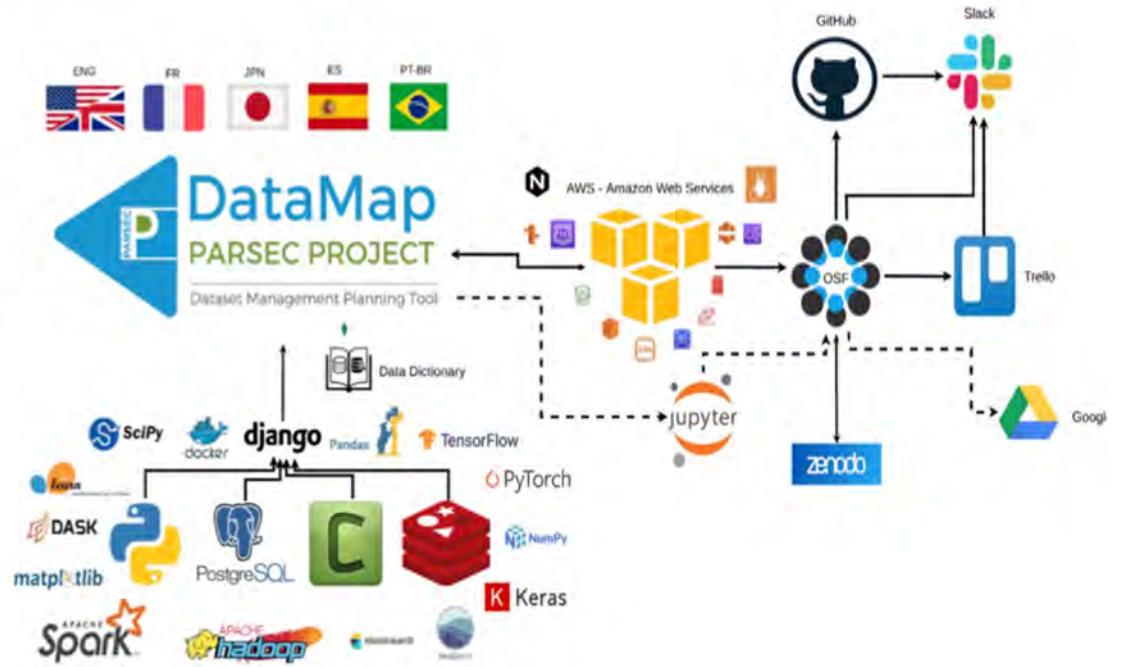 GitHub
Slack
ENG
FR
JPN
ES
PT-BR
DataMap
PARSEC PROJECT
PARSEC
P
Dataset Management Planning Tool
N
AWS - Amazon Web Services
OSF
Trello
Data Dictionary
jupyter
Googl
SciPy
docker
django
Pandas
TensorFlow
zenodo
learn
PyTorch
DASK
C
NumPy
matplotlib
PostgreSQL
K Keras
APACHE
Spark
APACHE
hadoop